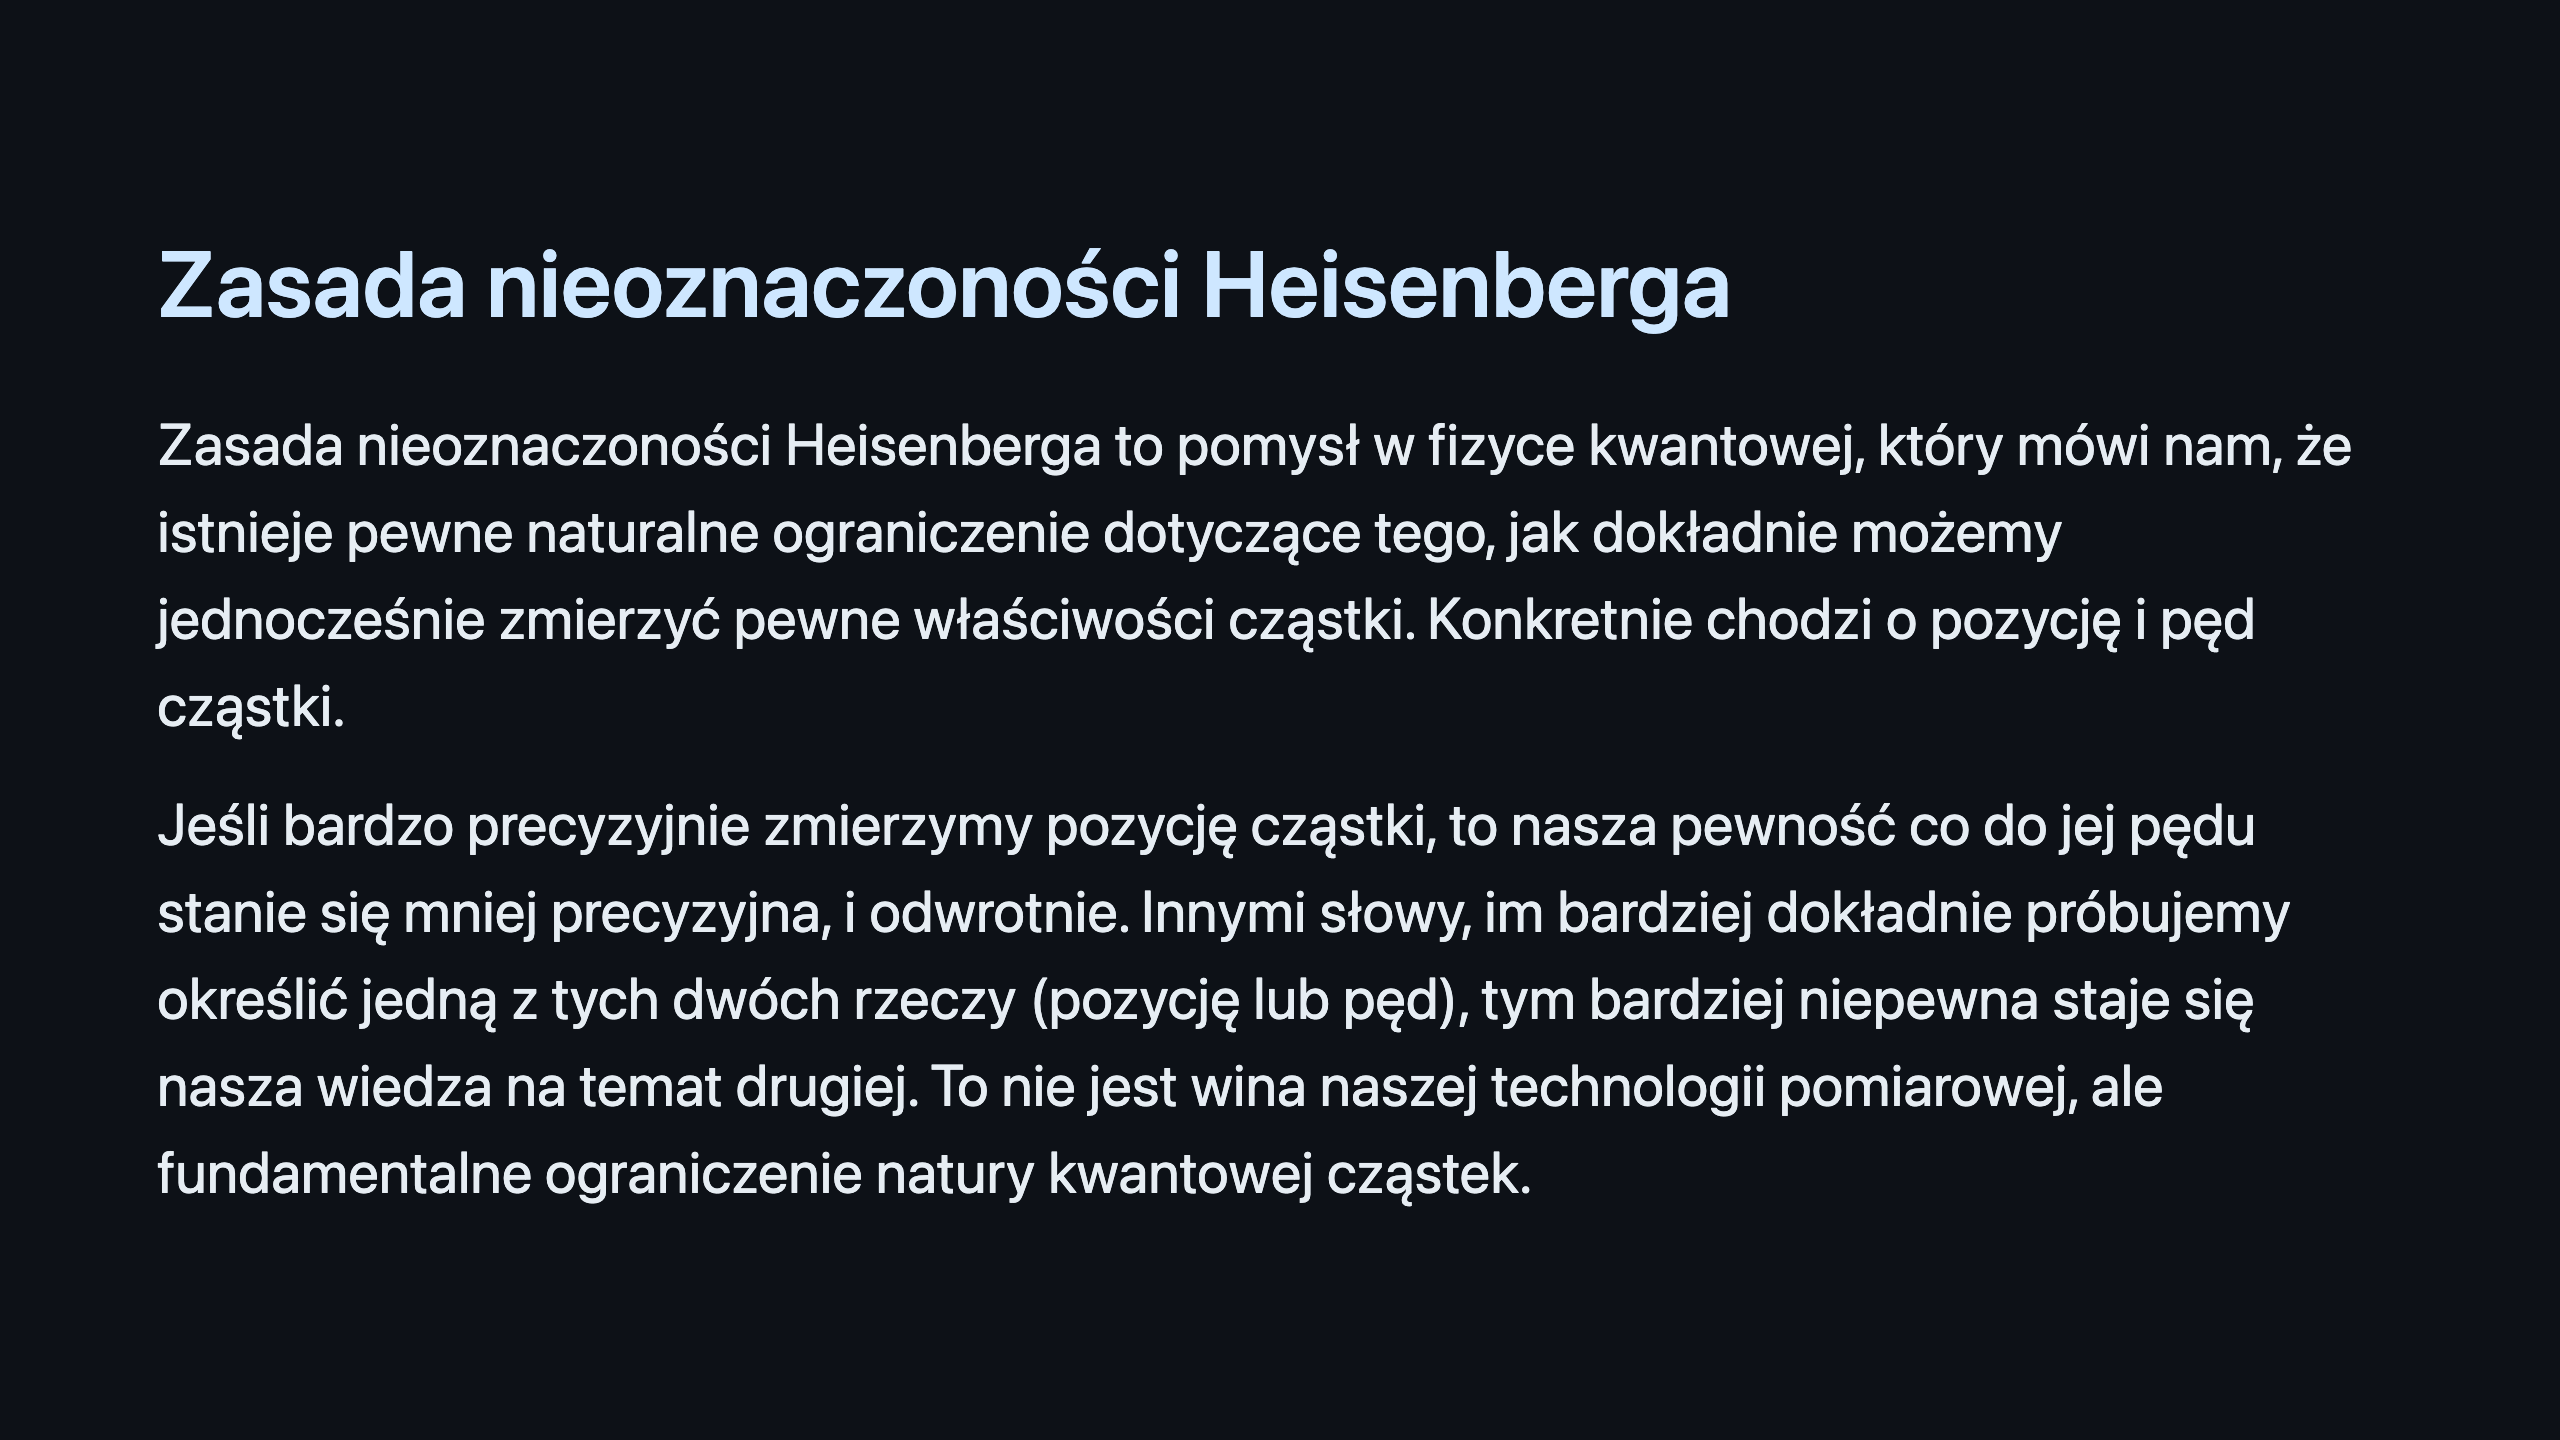 Zasada nieoznaczoności Heisenberga
Zasada nieoznaczoności Heisenberga to pomysł w fizyce kwantowej, który mówi nam, że
istnieje pewne naturalne ograniczenie dotyczące tego, jak dokładnie możemy
jednocześnie zmierzyć pewne właściwości cząstki. Konkretnie chodzi o pozycję i pęd
cząstki.
Jeśli bardzo precyzyjnie zmierzymy pozycję cząstki, to nasza pewność co do jej pędu
stanie się mniej precyzyjna, i odwrotnie. Innymi słowy, im bardziej dokładnie próbujemy
określić jedną z tych dwóch rzeczy (pozycję lub pęd), tym bardziej niepewna staje się
nasza wiedza na temat drugiej. To nie jest wina naszej technologii pomiarowej, ale
fundamentalne ograniczenie natury kwantowej cząstek.